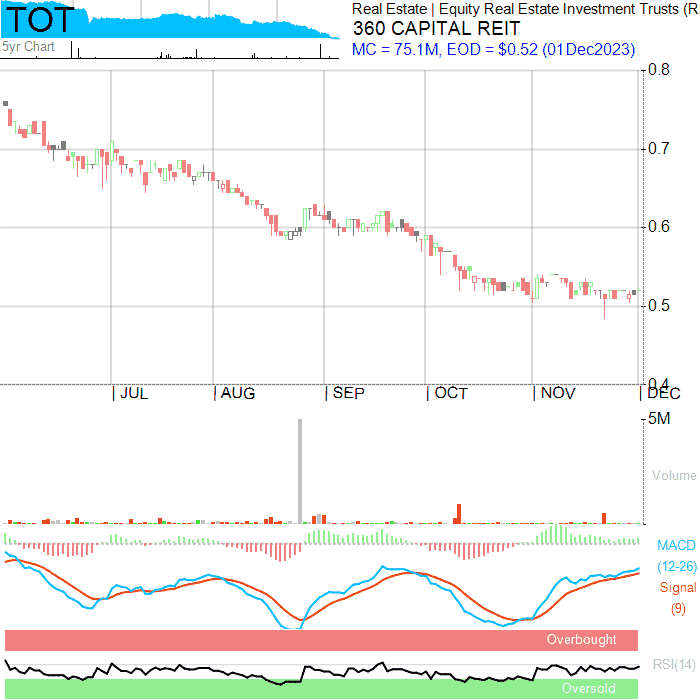 TOT
5yr Chart
Real Estate | Equity Real Estate Investment Trusts (R
360 CAPITAL REIT
MC = 75.1M, EOD = $0.52 (01Dec2023)
0.8
0.7
0.6
0.5
0.4
JUL
AUG
SEP
OCT
NOV
DEC
5M
Volume
MACD
(12-26)
Signal
(9)
Overbought
RSI(14)
Oversold